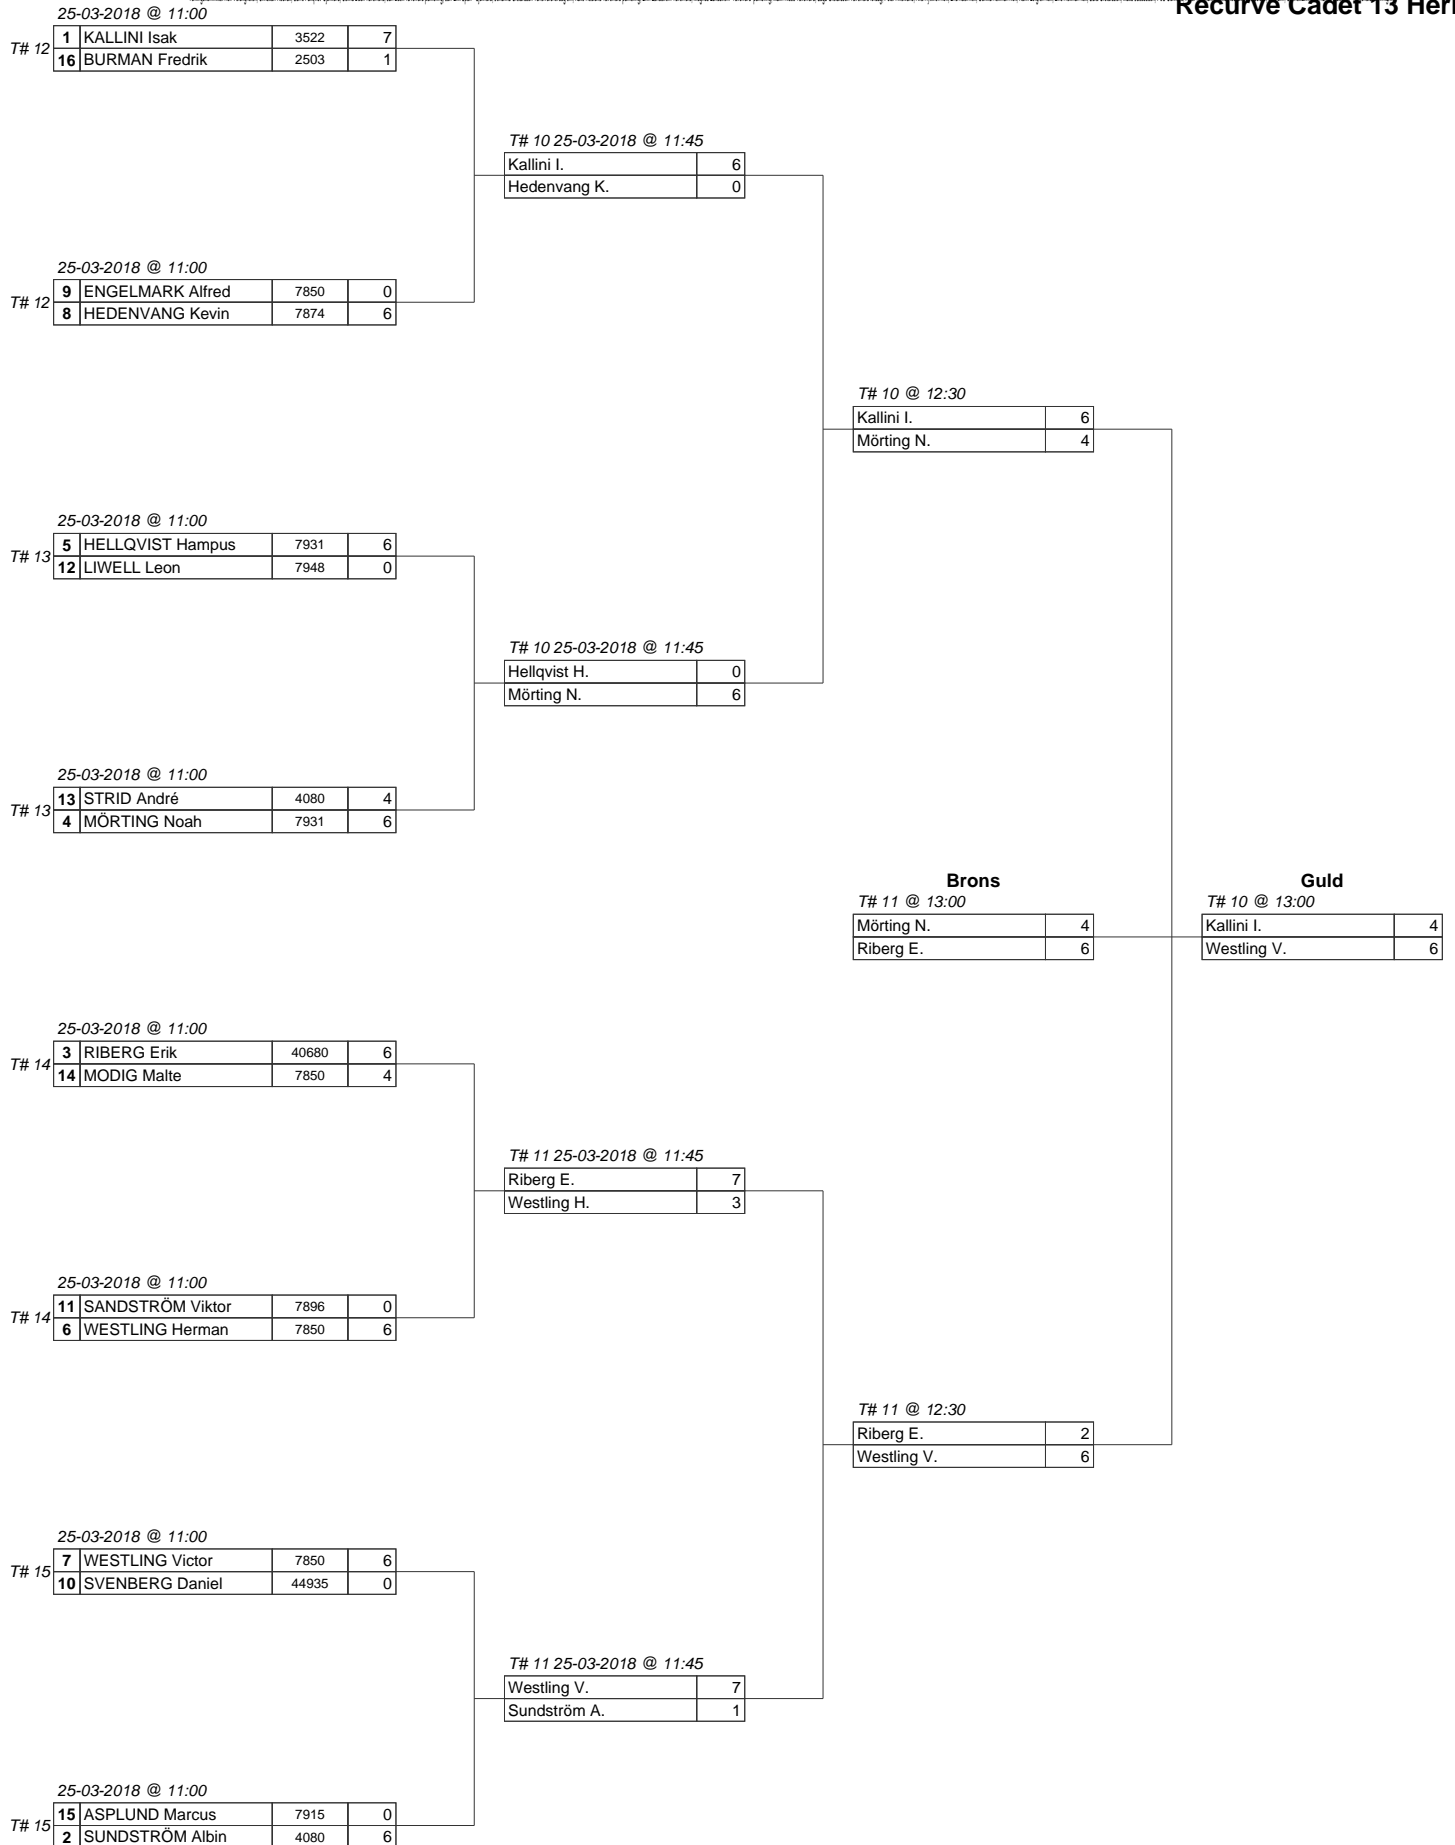 Recurve Cadet 13 Her
25-03-2018 @ 11:00
T# 12
1 KALLINI Isak 3522 7
16 BURMAN Fredrik 2503 1
T# 10 25-03-2018 @ 11:45
Kallini I. 6
Hedenvang K. 0
25-03-2018 @ 11:00
T# 12
9 ENGELMARK Alfred 7850 0
8 HEDENVANG Kevin 7874 6
T# 10 @ 12:30
Kallini I. 6
Mörting N. 4
25-03-2018 @ 11:00
T# 13
5 HELLQVIST Hampus 7931 6
12 LIWELL Leon 7948 0
T# 10 25-03-2018 @ 11:45
Hellqvist H. 0
Mörting N. 6
25-03-2018 @ 11:00
T# 13
13 STRID André 4080 4
4 MÖRTING Noah 7931 6
Brons
T# 11 @ 13:00
Mörting N. 4
Riberg E. 6
Guld
T# 10 @ 13:00
Kallini I. 4
Westling V. 6
25-03-2018 @ 11:00
T# 14
3 RIBERG Erik 40680 6
14 MODIG Malte 7850 4
T# 11 25-03-2018 @ 11:45
Riberg E. 7
Westling H. 3
25-03-2018 @ 11:00
T# 14
11 SANDSTRÖM Viktor 7896 0
6 WESTLING Herman 7850 6
T# 11 @ 12:30
Riberg E. 2
Westling V. 6
25-03-2018 @ 11:00
T# 15
7 WESTLING Victor 7850 6
10 SVENBERG Daniel 44935 0
T# 11 25-03-2018 @ 11:45
Westling V. 7
Sundström A. 1
25-03-2018 @ 11:00
T# 15
15 ASPLUND Marcus 7915 0
2 SUNDSTRÖM Albin 4080 6